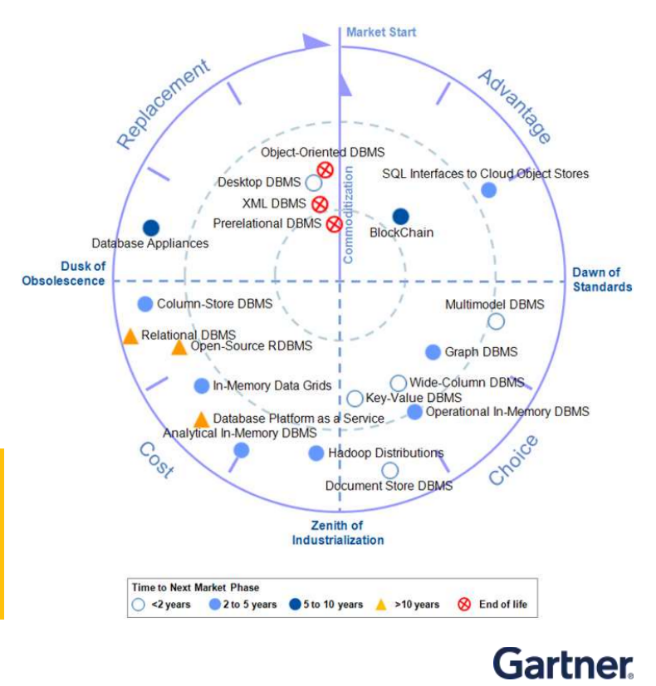 Market Start
Replacement
Advantage
Object-Oriented DBMS
SQL Interfaces to Cloud Object Stores
Desktop DBMS
XML DBMS
Prerelational DBMS
Commoditization
BlockChain
Database Appliances
Dusk of
Obsolescence
Dawn of
Standards
Column-Store DBMS
Multimodel DBMS
Relational DBMS
Open-Source RDBMS
Graph DBMS
In-Memory Data Grids
Wide-Column DBMS
Key-Value DBMS
Database Platform as a Service
Operational In-Memory DBMS
Analytical In-Memory DBMS
Cost
Hadoop Distributions
Choice
Document Store DBMS
Zenith of
Industrialization
Time to Next Market Phase
<2 years
2 to 5 years
5 to 10 years
>10 years
End of life
Gartner